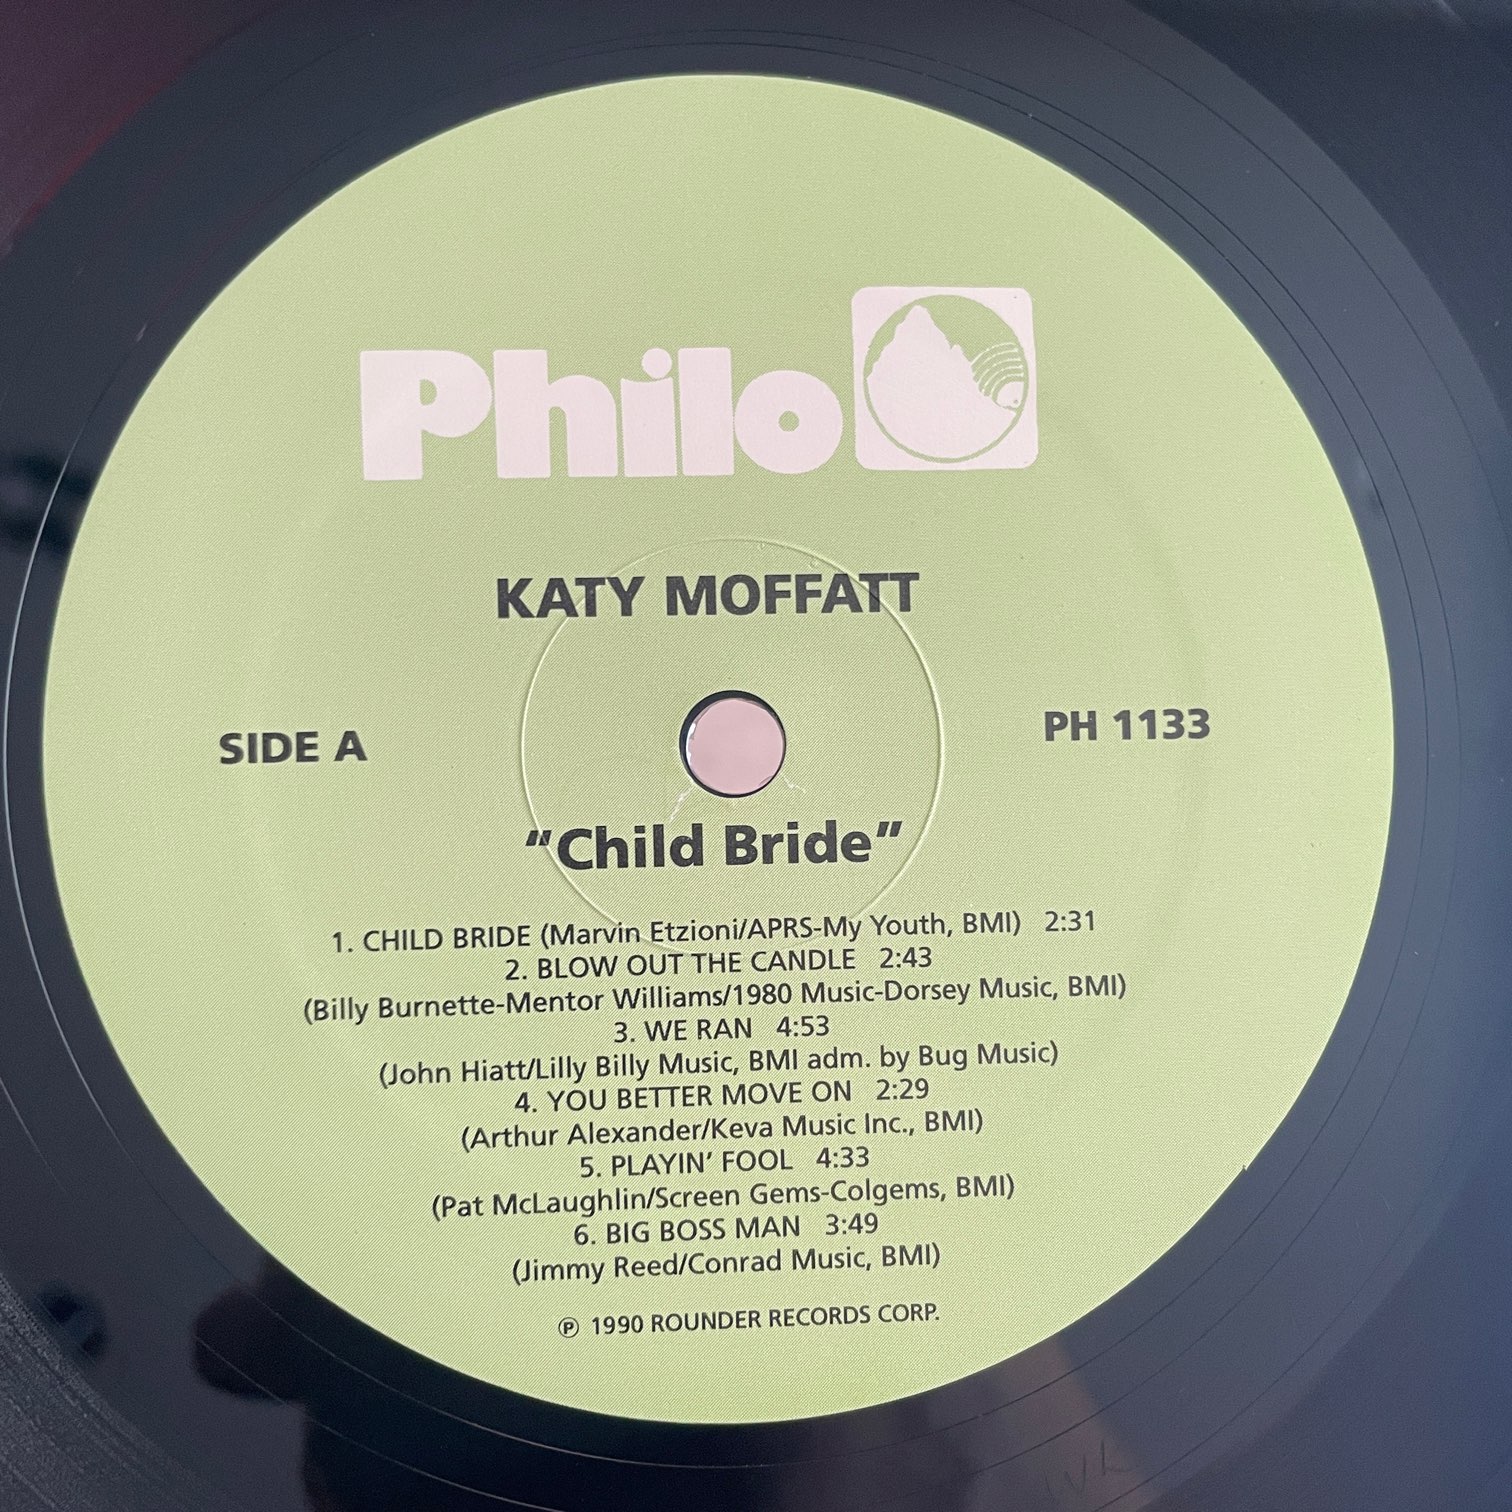 Philo
KATY MOFFATT
SIDE A
PH 1133
"Child Bride"
1. CHILD BRIDE (Marvin Etzioni/APRS-My Youth, BMI) 2:31
2. BLOW OUT THE CANDLE 2:43
(Billy Burnette-Mentor Williams/1980 Music-Dorsey Music, BMI)
3. WE RAN 4:53
(John Hiatt/Lilly Billy Music, BMI adm. by Bug Music)
4. YOU BETTER MOVE ON 2:29
(Arthur Alexander/Keva Music Inc., BMI)
5. PLAYIN' FOOL 4:33
(Pat McLaughlin/Screen Gems-Colgems, BMI)
6. BIG BOSS MAN 3:49
(Jimmy Reed/Conrad Music, BMI)
℗ 1990 ROUNDER RECORDS CORP.